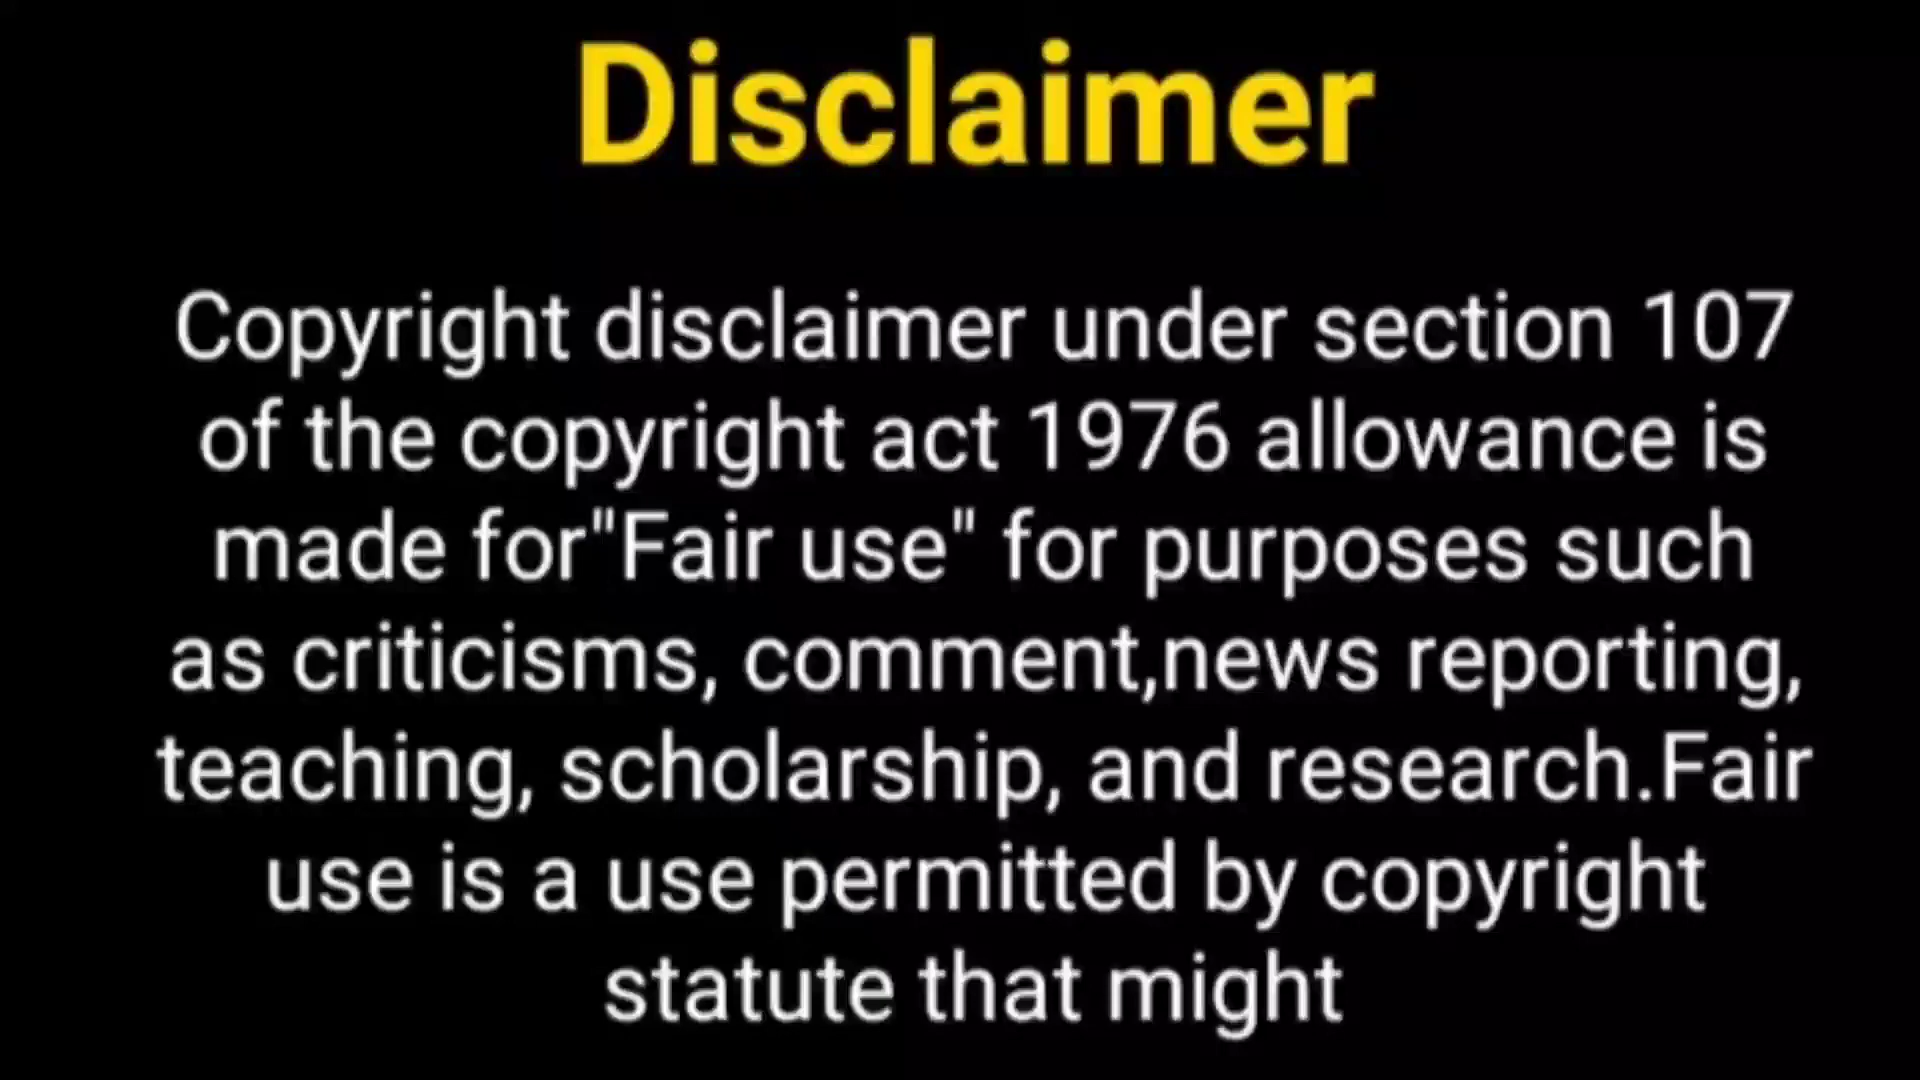 Disclaimer
Copyright disclaimer under section 107
of the copyright act 1976 allowance is
made for"Fair use" for purposes such
as criticisms, comment,news reporting,
teaching, scholarship, and research.Fair
use is a use permitted by copyright
statute that might